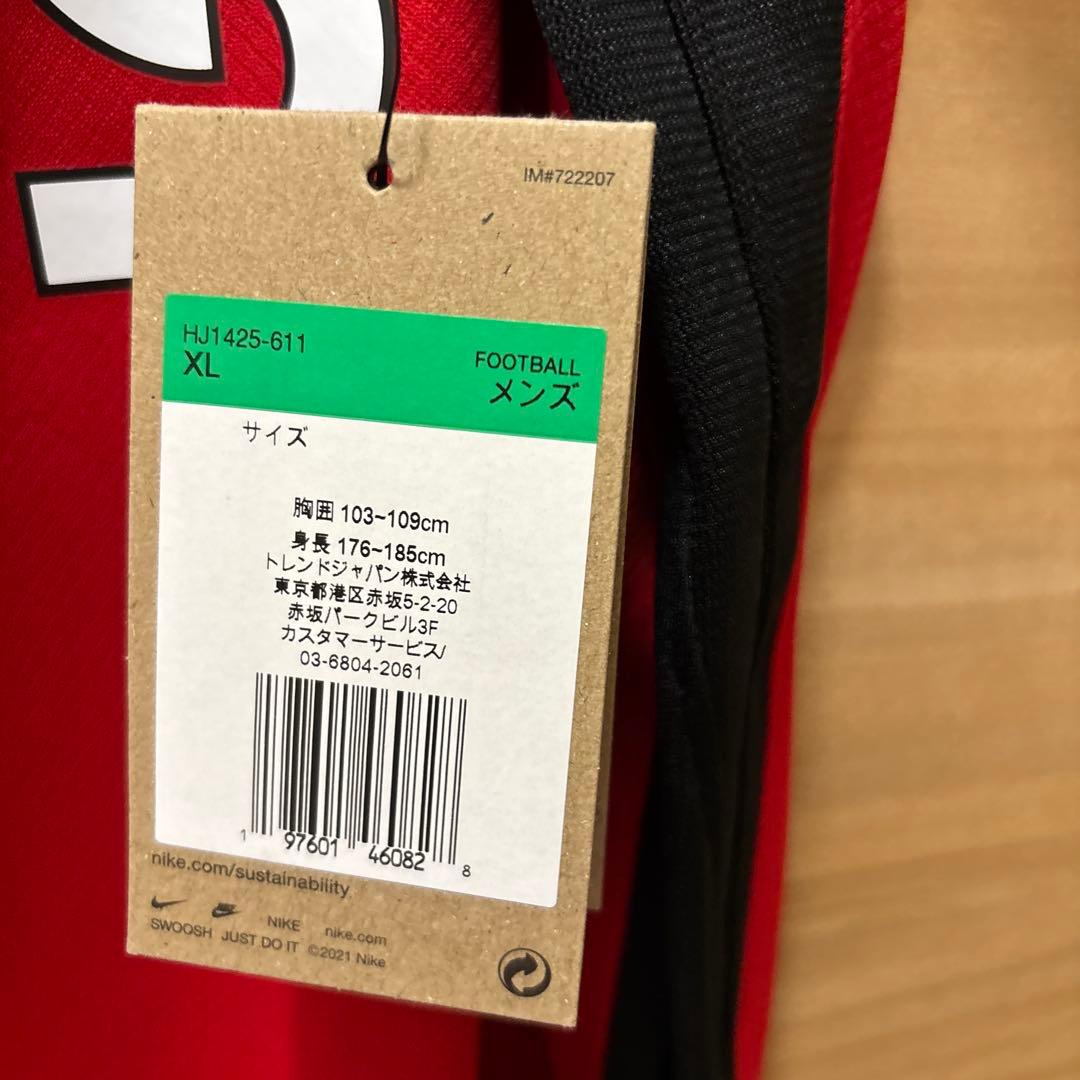 IM#722207
HJ1425-611
XL
FOOTBALL
メンズ
サイズ
胸囲 103~109cm
身長 176~185cm
トレンドジャパン株式会社
東京都港区赤坂5-2-20
赤坂パークビル3F
カスタマーサービス/
03-6804-2061
1 97601 46082 8
nike.com/sustainability
NIKE nike.com
SWOOSH JUST DO IT ©2021 Nike